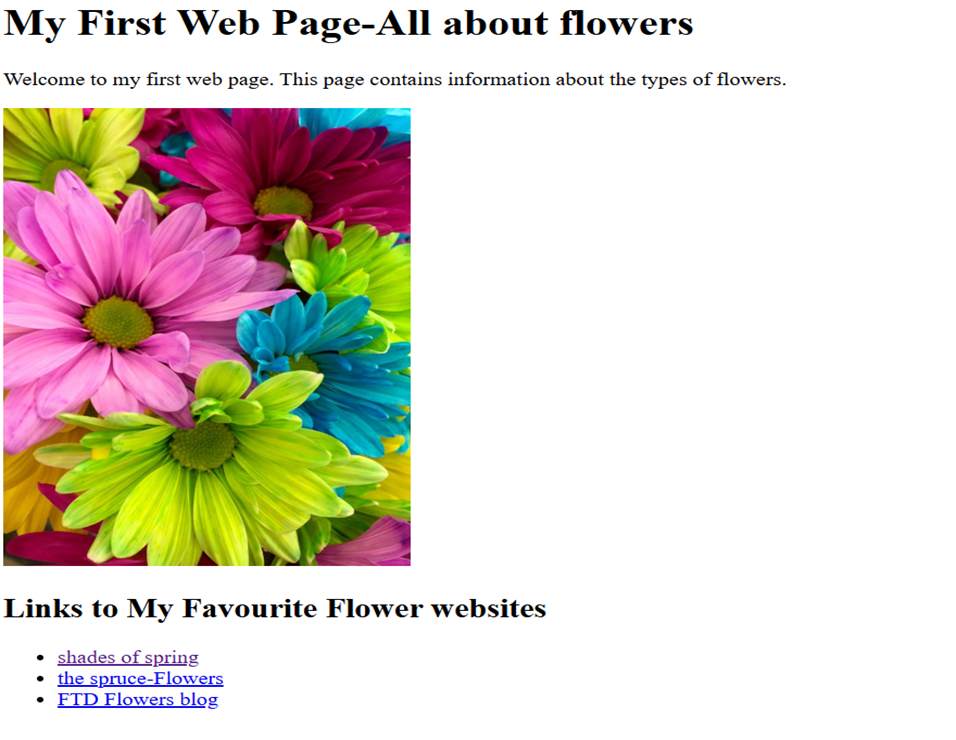 My First Web Page-All about flowers
Welcome to my first web page. This page contains information about the types of flowers.
Links to My Favourite Flower websites
shades of spring
the spruce-Flowers
FTD Flowers blog